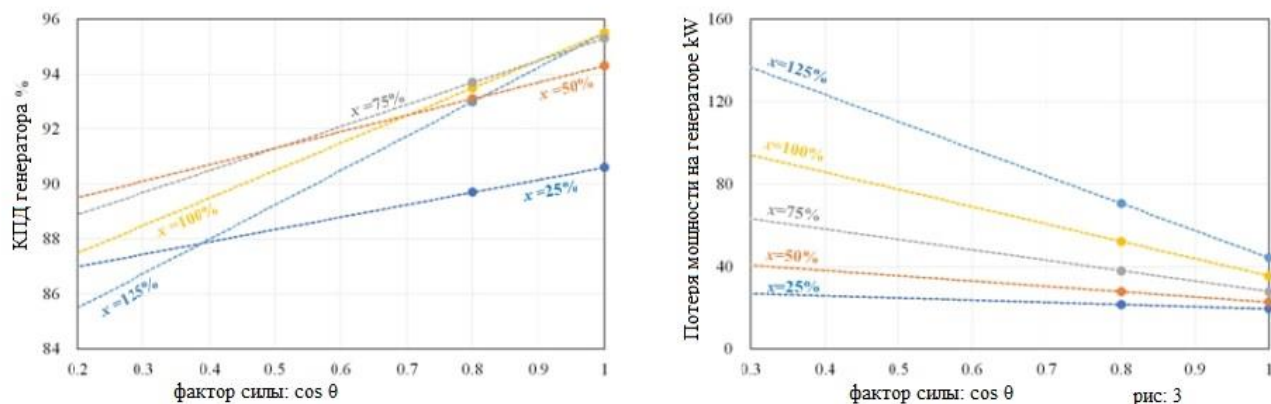 КПД генератора %
96
94
92
90
88
86
84
x =75%
x =50%
x =100%
x =25%
x =125%
0.2 0.3 0.4 0.5 0.6 0.7 0.8 0.9 1
фактор силы: cos θ
Потеря мощности на генераторе kW
160
120
80
40
0
x=125%
x=100%
x=75%
x=50%
x=25%
0.3 0.4 0.5 0.6 0.7 0.8 0.9 1
фактор силы: cos θ рис: 3